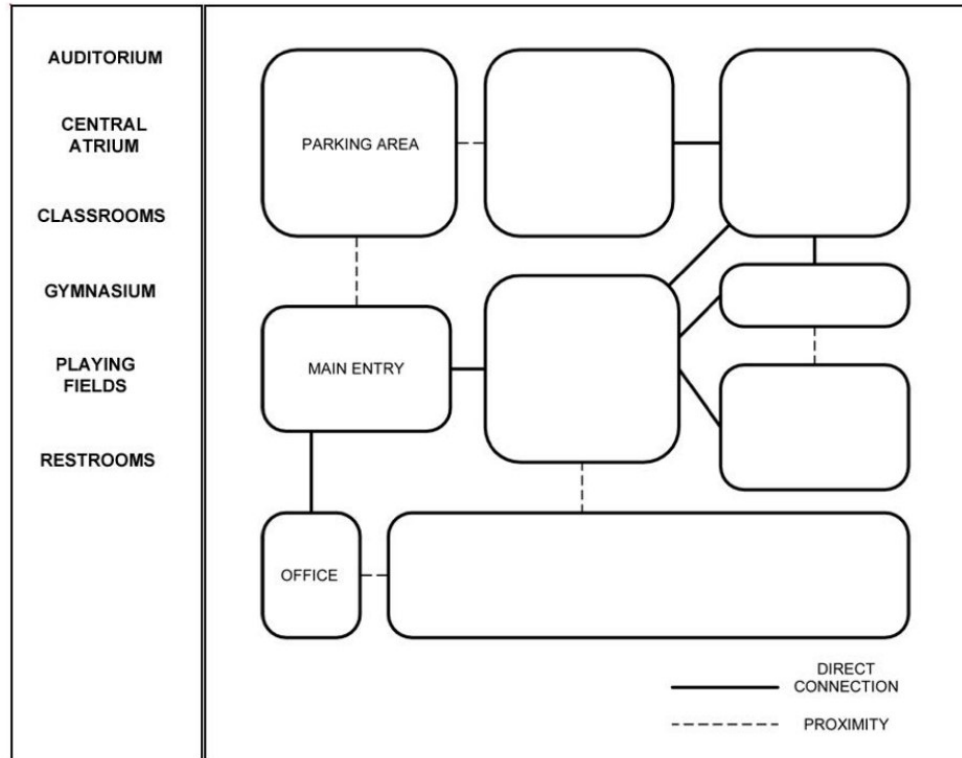 AUDITORIUM
CENTRAL
ATRIUM
CLASSROOMS
GYMNASIUM
PLAYING
FIELDS
RESTROOMS
PARKING AREA
MAIN ENTRY
OFFICE
DIRECT
CONNECTION
PROXIMITY